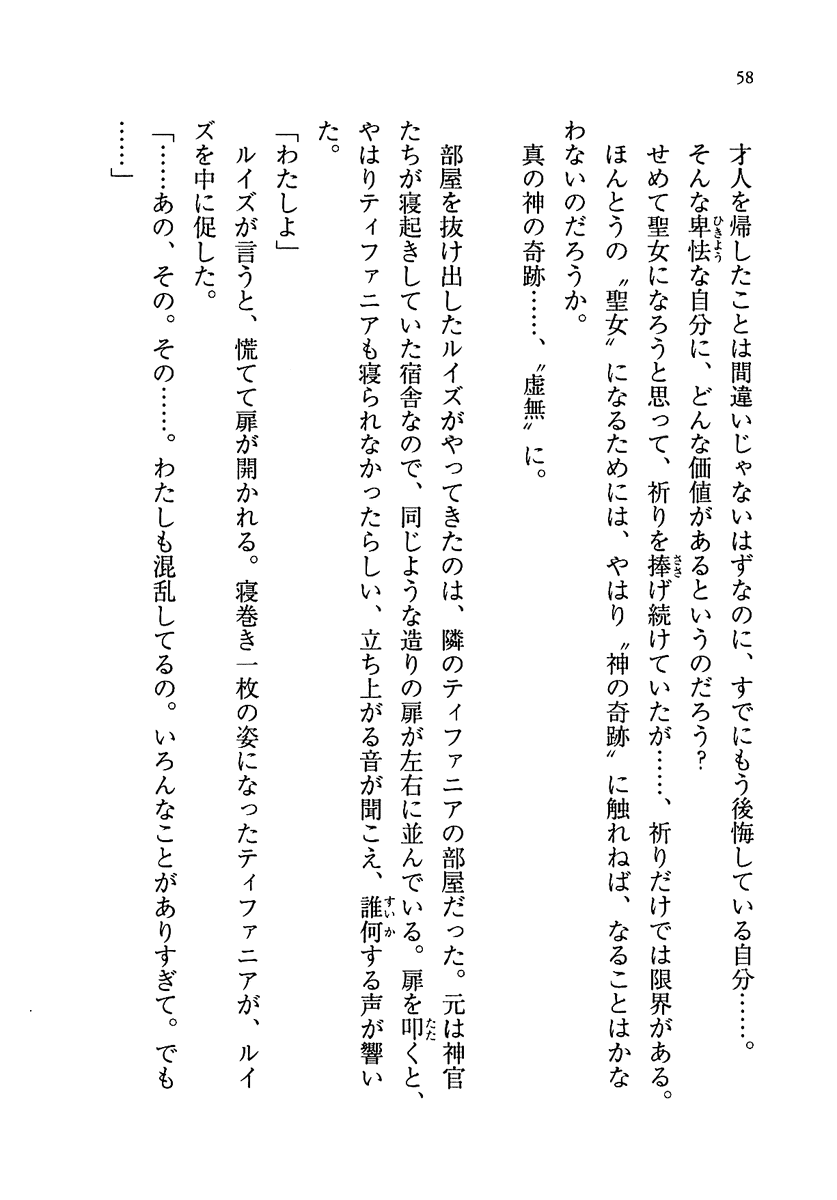 58
才人を帰したことは間違いじゃないはずなのに、すでにもう後悔している自分……。
そんな卑怯な自分に、どんな価値があるというのだろう？
せめて聖女になろうと思って、祈りを捧げ続けていたが……、祈りだけでは限界がある。
ほんとうの〝聖女〟になるためには、やはり〝神の奇跡〟に触れねば、なることはかな
わないのだろうか。
真の神の奇跡……、〝虚無〟に。
部屋を抜け出したルイズがやってきたのは、隣のティファニアの部屋だった。元は神官
たちが寝起きしていた宿舎なので、同じような造りの扉が左右に並んでいる。扉を叩くと、
やはりティファニアも寝られなかったらしい、立ち上がる音が聞こえ、誰何する声が響い
た。
「わたしよ」
ルイズが言うと、慌てて扉が開かれる。寝巻き一枚の姿になったティファニアが、ルイ
ズを中に促した。
「……あの、その。その……。わたしも混乱してるの。いろんなことがありすぎて。でも
……」